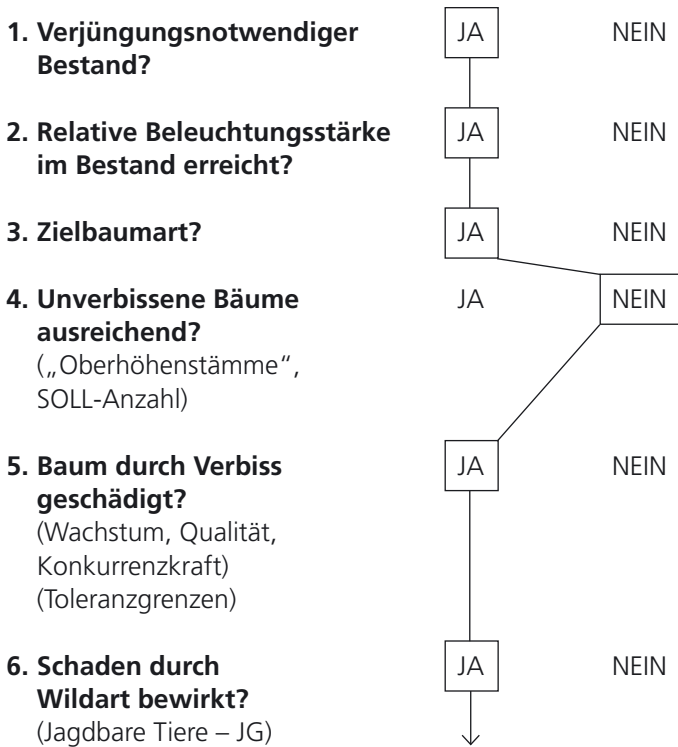 1. Verjüngungsnotwendiger JA NEIN
Bestand?
2. Relative Beleuchtungsstärke JA NEIN
im Bestand erreicht?
3. Zielbaumart? JA NEIN
4. Unverbissene Bäume JA NEIN
ausreichend?
(„Oberhöhenstämme“,
SOLL-Anzahl)
5. Baum durch Verbiss JA NEIN
geschädigt?
(Wachstum, Qualität,
Konkurrenzkraft)
(Toleranzgrenzen)
6. Schaden durch JA NEIN
Wildart bewirkt?
(Jagdbare Tiere – JG)